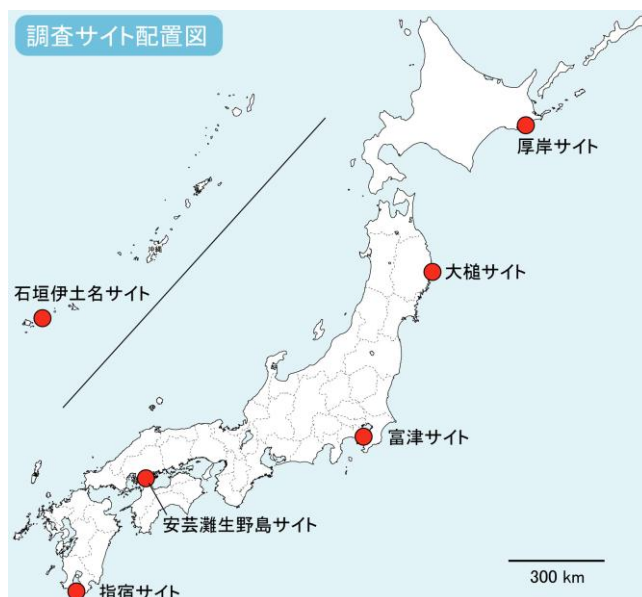 調査サイト配置図
厚岸サイト
沖縄
大槌サイト
石垣伊土名サイト
富津サイト
安芸灘生野島サイト
指宿サイト
300 km